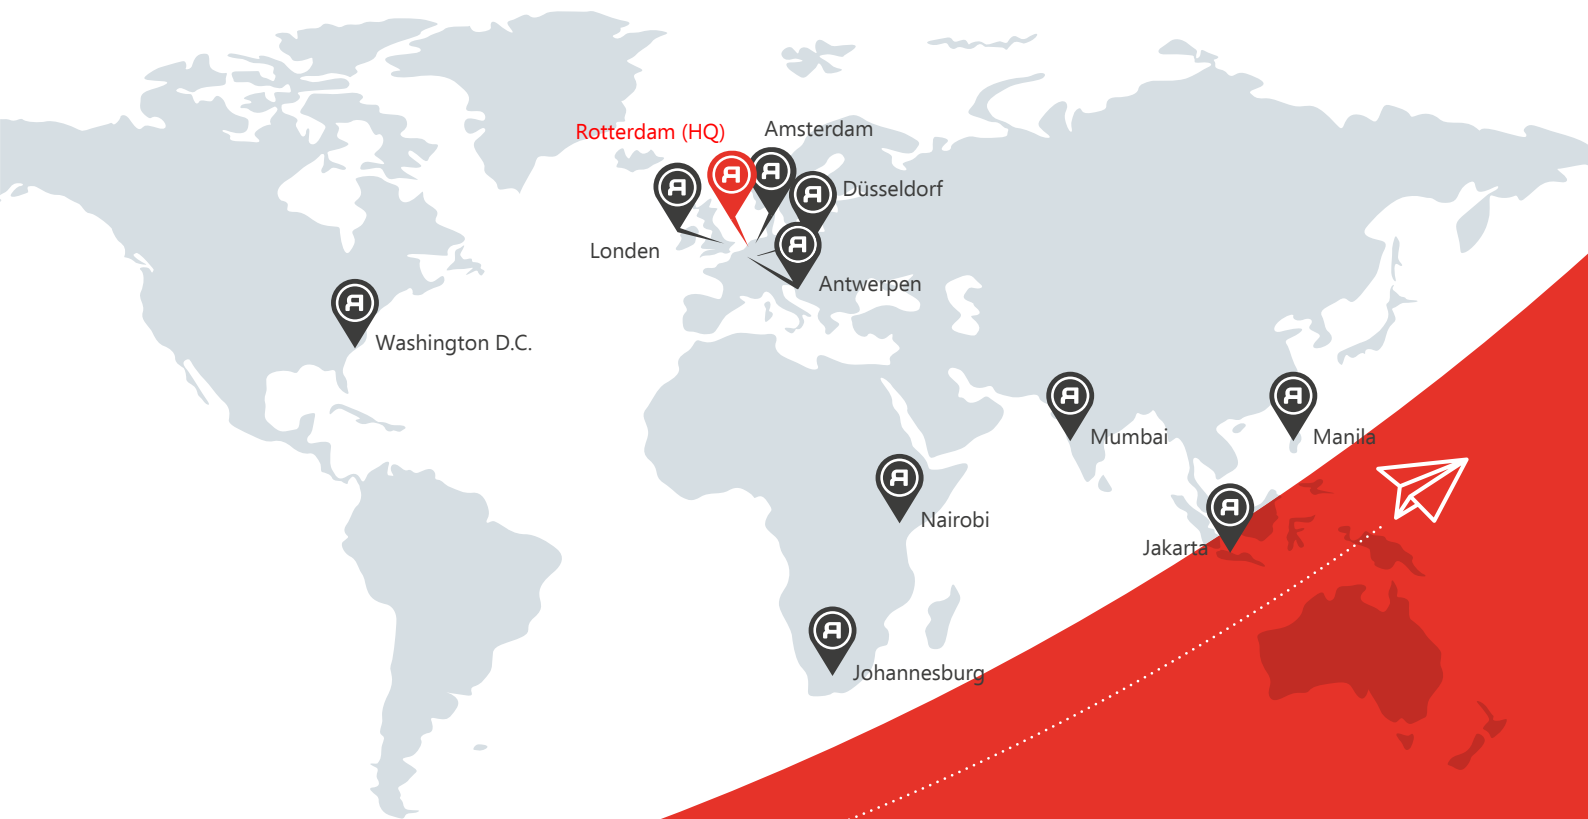 Rotterdam (HQ)
Amsterdam
Düsseldorf
Londen
Antwerpen
Washington D.C.
Mumbai
Manila
Nairobi
Jakarta
Johannesburg